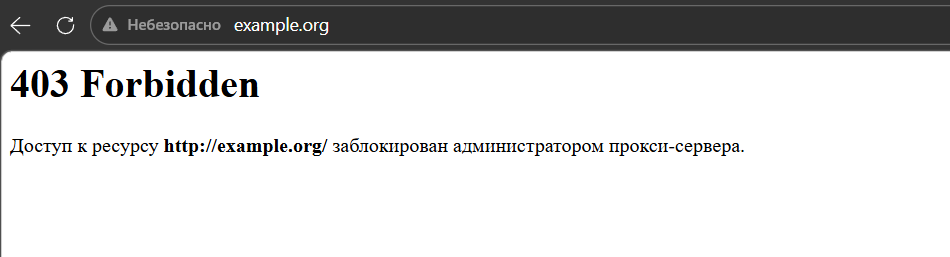 Небезопасно example.org
403 Forbidden
Доступ к ресурсу http://example.org/ заблокирован администратором прокси-сервера.